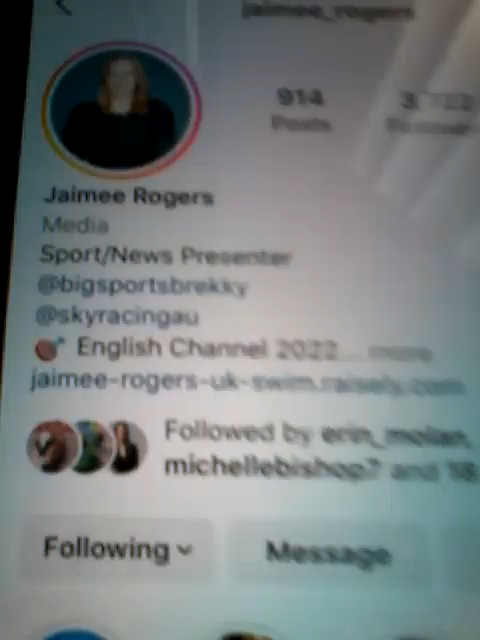 jaimee_rogers
914
Posts
Jaimee Rogers
Media
Sport/News Presenter
@bigsportsbrekky
@skyracingau
English Channel 2022... more
jaimee-rogers-uk-swim.raisely.com
Followed by erin_molan,
michellebishop7 and 18
Following
Message